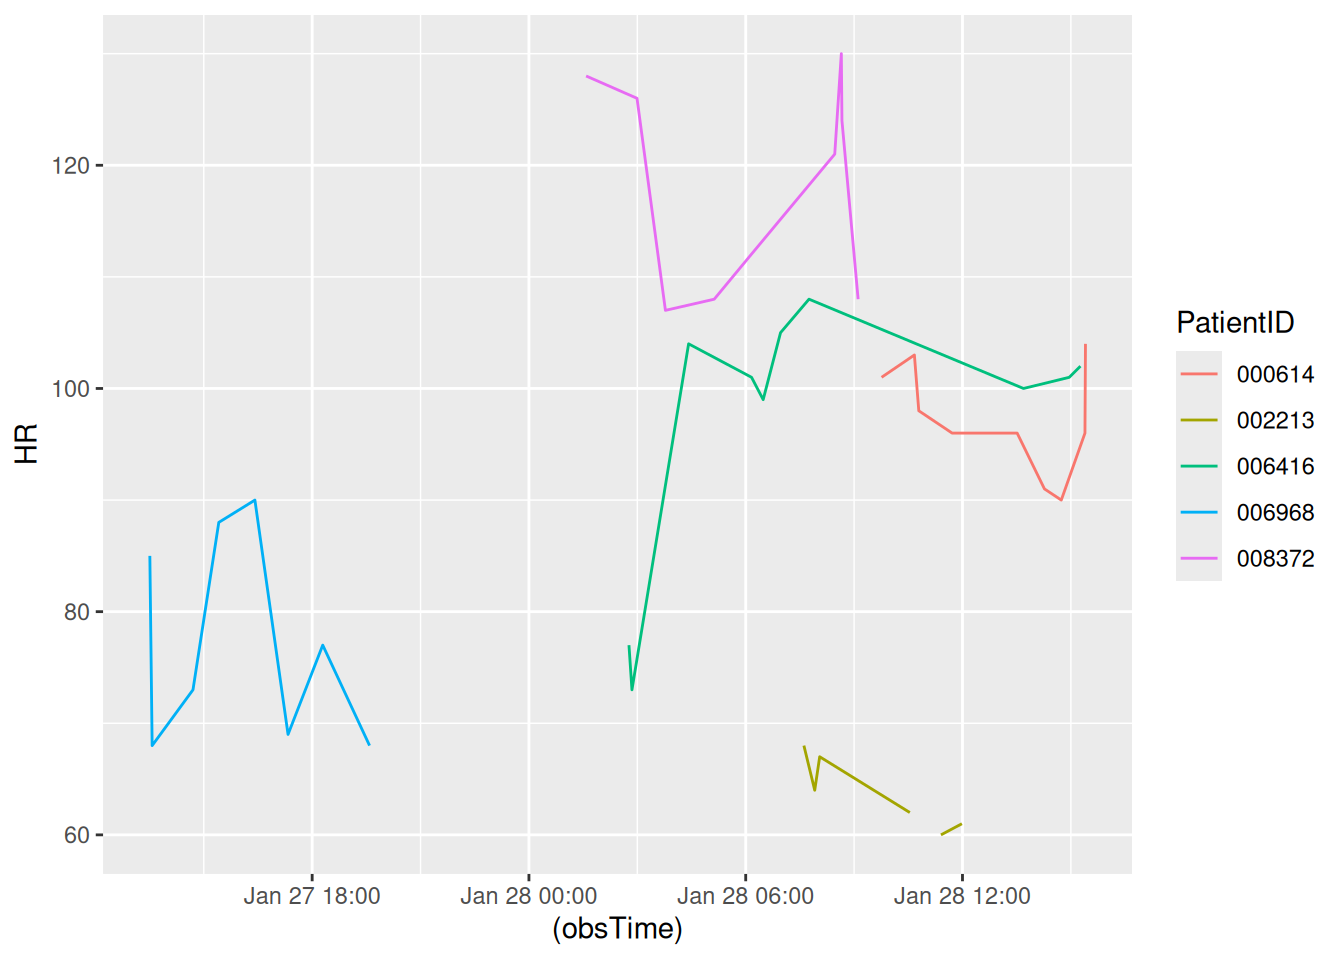 120
100
80
60
HR
Jan 27 18:00
Jan 28 00:00
Jan 28 06:00
Jan 28 12:00
(obsTime)
PatientID
000614
002213
006416
006968
008372